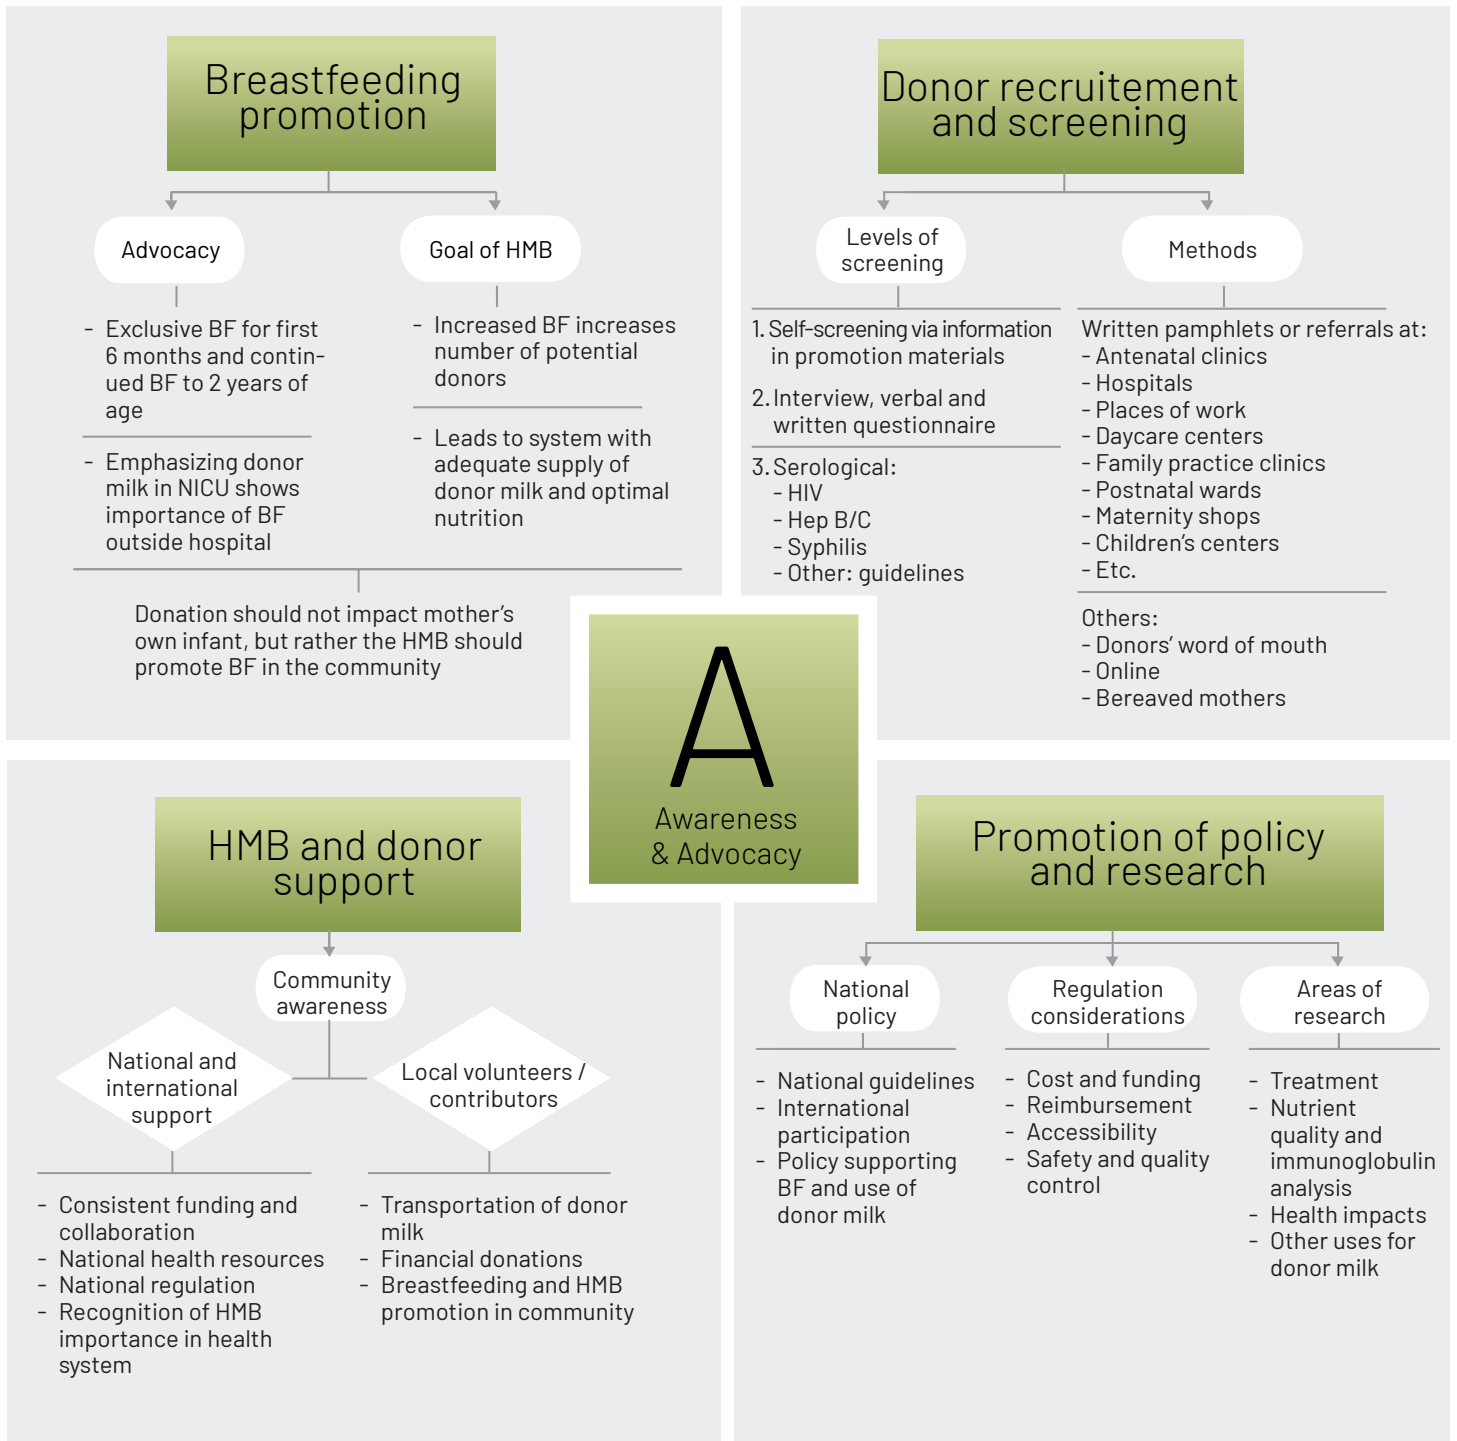 Breastfeeding
promotion
Advocacy
- Exclusive BF for first
6 months and contin-
ued BF to 2 years of
age
- Emphasizing donor
milk in NICU shows
importance of BF
outside hospital
Goal of HMB
- Increased BF increases
number of potential
donors
- Leads to system with
adequate supply of
donor milk and optimal
nutrition
Donation should not impact mother's
own infant, but rather the HMB should
promote BF in the community
Donor recruitement
and screening
Levels of
screening
1. Self-screening via information
in promotion materials
2. Interview, verbal and
written questionnaire
3. Serological:
- HIV
- Hep B/C
- Syphilis
- Other: guidelines
Methods
Written pamphlets or referrals at:
- Antenatal clinics
- Hospitals
- Places of work
- Daycare centers
- Family practice clinics
- Postnatal wards
- Maternity shops
- Children's centers
- Etc.
Others:
- Donors' word of mouth
- Online
- Bereaved mothers
A
Awareness
& Advocacy
HMB and donor
support
Community
awareness
National and
international
support
- Consistent funding and
collaboration
- National health resources
- National regulation
- Recognition of HMB
importance in health
system
Local volunteers /
contributors
- Transportation of donor
milk
- Financial donations
- Breastfeeding and HMB
promotion in community
Promotion of policy
and research
National
policy
- National guidelines
- International
participation
- Policy supporting
BF and use of
donor milk
Regulation
considerations
- Cost and funding
- Reimbursement
- Accessibility
- Safety and quality
control
Areas of
research
- Treatment
- Nutrient
quality and
immunoglobulin
analysis
- Health impacts
- Other uses for
donor milk